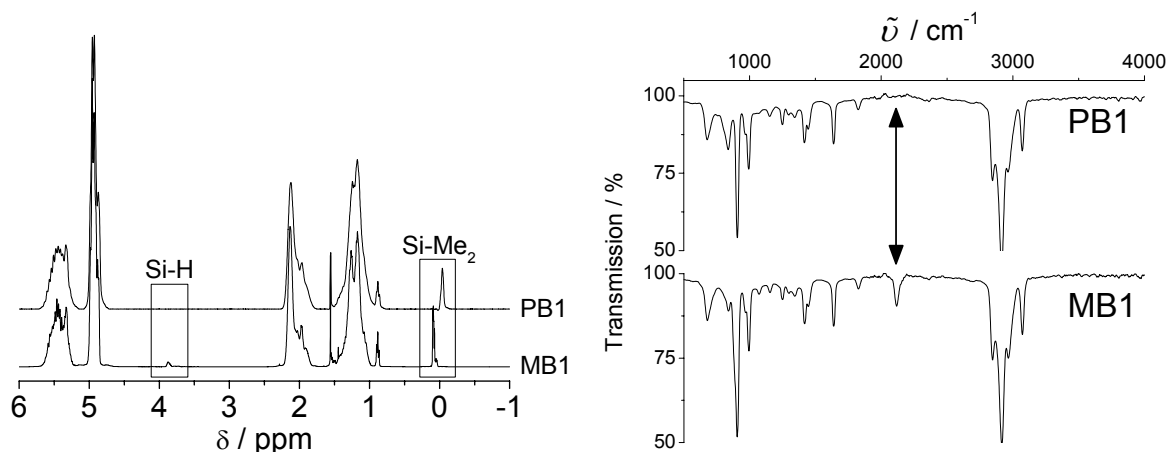 Si-H
Si-Me₂
PB1
MB1
6 5 4 3 2 1 0 -1
δ / ppm
ṽ / cm⁻¹
1000 2000 3000 4000
100
PB1
75
50
100
MB1
75
50
Transmission / %